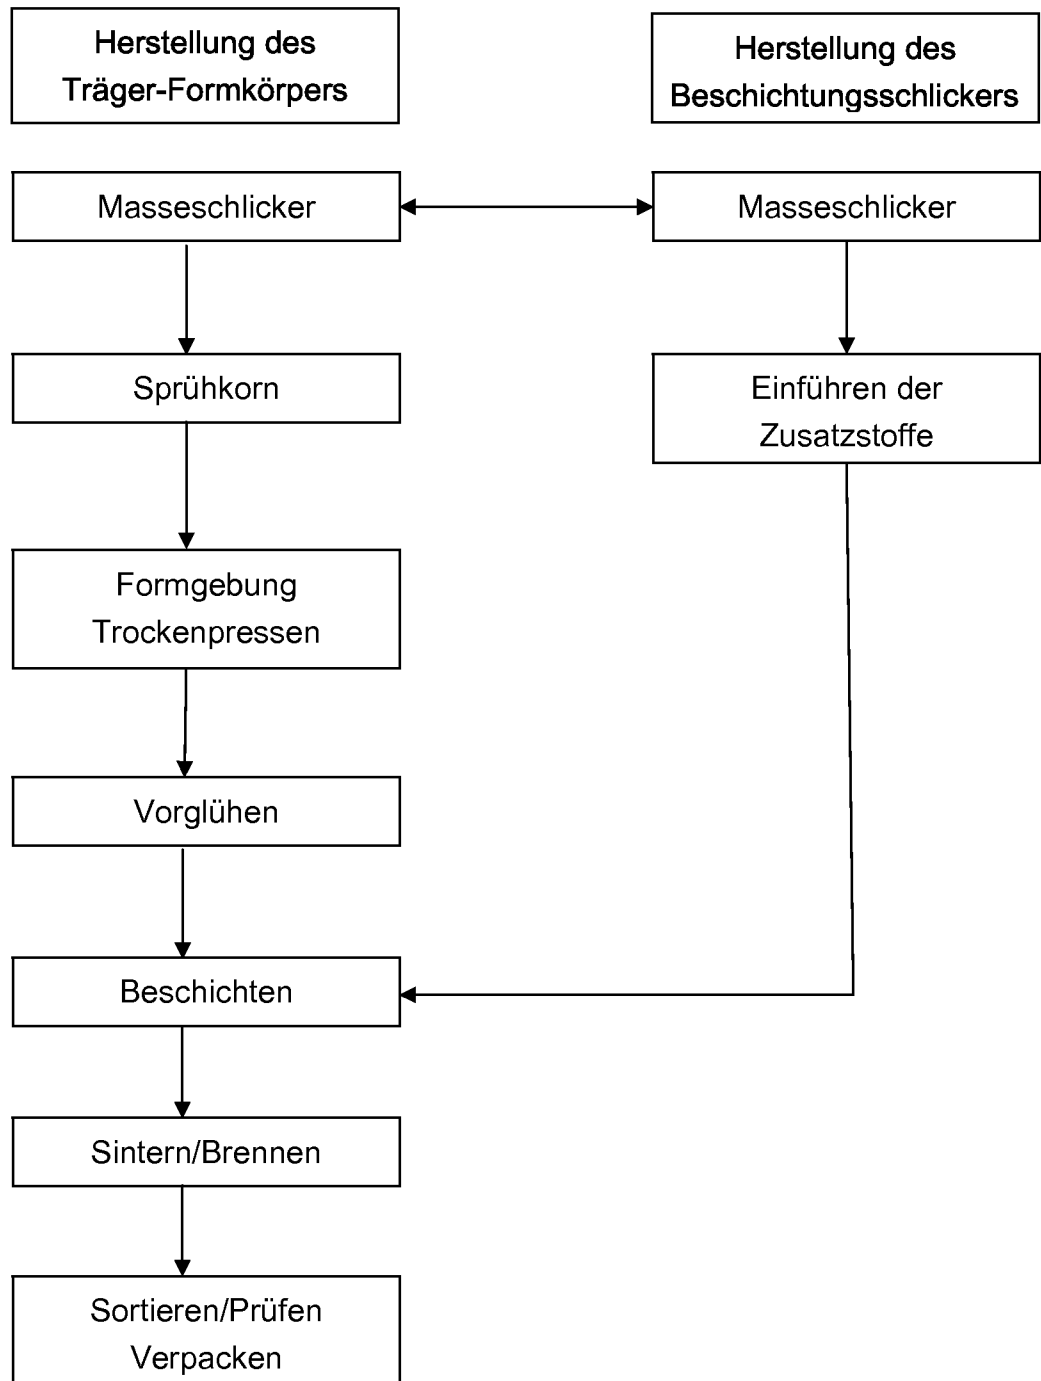 Herstellung des
Träger-Formkörpers
Herstellung des
Beschichtungsschlickers
Masseschlicker
Masseschlicker
Sprühkorn
Einführen der
Zusatzstoffe
Formgebung
Trockenpressen
Vorglühen
Beschichten
Sintern/Brennen
Sortieren/Prüfen
Verpacken